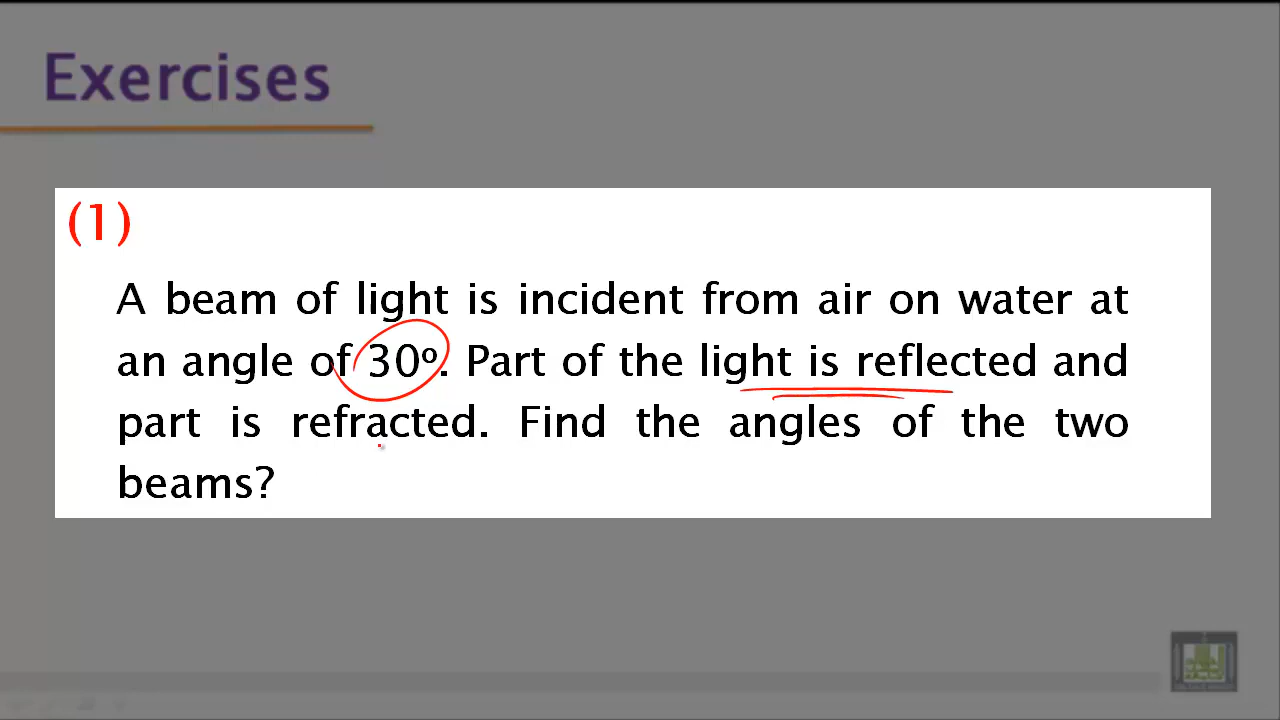 Exercises
(1)
A beam of light is incident from air on water at
an angle of 30º. Part of the light is reflected and
part is refracted. Find the angles of the two
beams?